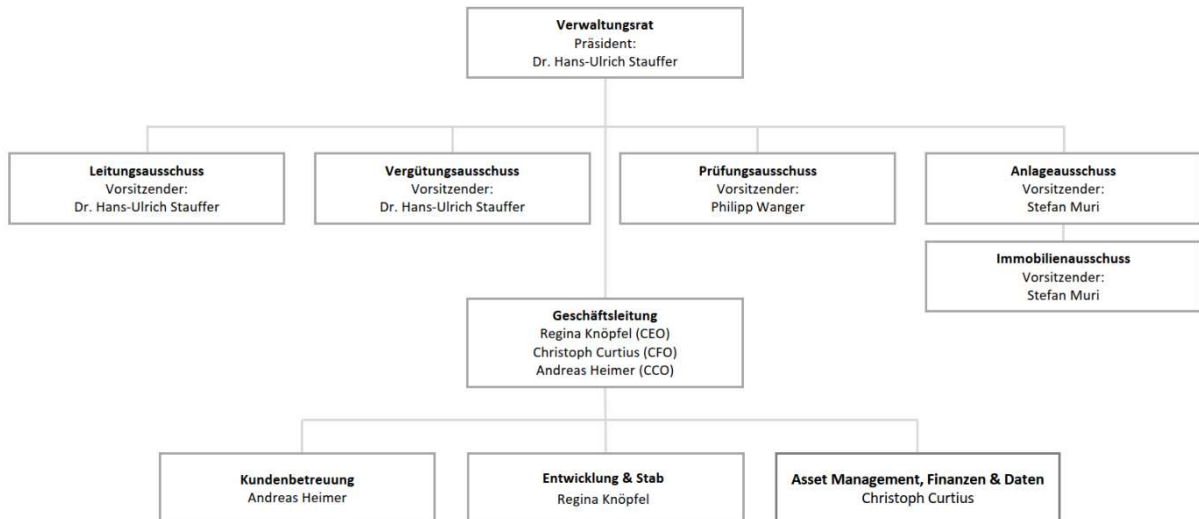 Verwaltungsrat
Präsident:
Dr. Hans-Ulrich Stauffer
Leitungsausschuss
Vorsitzender:
Dr. Hans-Ulrich Stauffer
Vergütungsausschuss
Vorsitzender:
Dr. Hans-Ulrich Stauffer
Prüfungsausschuss
Vorsitzender:
Philipp Wanger
Anlageausschuss
Vorsitzender:
Stefan Muri
Immobilienausschuss
Vorsitzender:
Stefan Muri
Geschäftsleitung
Regina Knöpfel (CEO)
Christoph Curtius (CFO)
Andreas Heimer (CCO)
Kundenbetreuung
Andreas Heimer
Entwicklung & Stab
Regina Knöpfel
Asset Management, Finanzen & Daten
Christoph Curtius